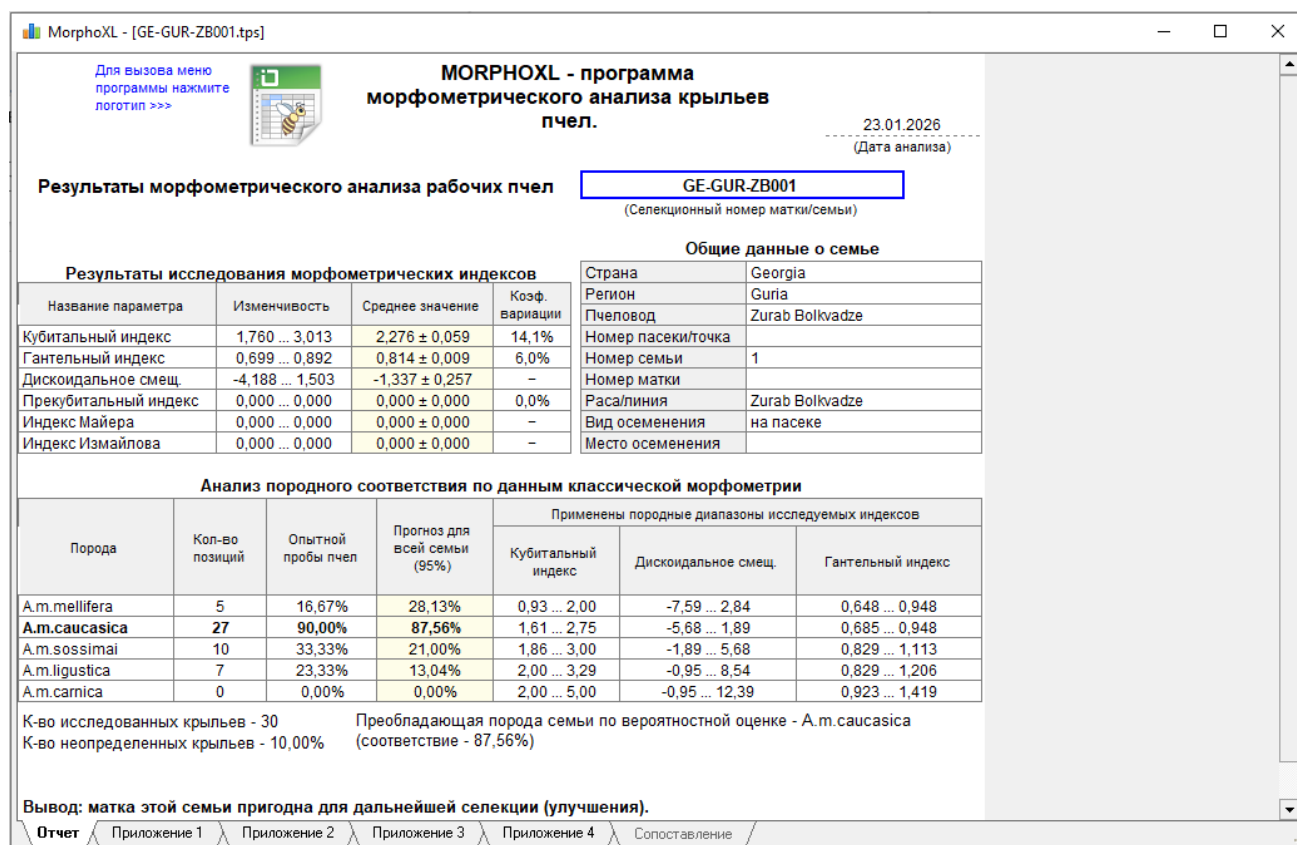 MorphoXL - [GE-GUR-ZB001.tps]
Для вызова меню
программы нажмите
логотип >>>
MORPHOXL - программа
морфометрического анализа крыльев
пчел.
23.01.2026
(Дата анализа)
Результаты морфометрического анализа рабочих пчел
GE-GUR-ZB001
(Селекционный номер матки/семьи)
Общие данные о семье
Страна Georgia
Регион Guria
Пчеловод Zurab Bolkvadze
Номер пасеки/точка
Номер семьи 1
Номер матки
Раса/линия Zurab Bolkvadze
Вид осеменения на пасеке
Место осеменения
Результаты исследования морфометрических индексов
Название параметра Изменчивость Среднее значение Коэф. вариации
Кубитальный индекс 1,760 ... 3,013 2,276 ± 0,059 14,1%
Гантельный индекс 0,699 ... 0,892 0,814 ± 0,009 6,0%
Дискоидальное смещ. -4,188 ... 1,503 -1,337 ± 0,257 –
Прекубитальный индекс 0,000 ... 0,000 0,000 ± 0,000 0,0%
Индекс Майера 0,000 ... 0,000 0,000 ± 0,000 –
Индекс Измайлова 0,000 ... 0,000 0,000 ± 0,000 –
Анализ породного соответствия по данным классической морфометрии
Порода Кол-во позиций Опытной пробы пчел Прогноз для всей семьи (95%) Применены породные диапазоны исследуемых индексов
Кубитальный индекс Дискоидальное смещ. Гантельный индекс
A.m.mellifera 5 16,67% 28,13% 0,93 ... 2,00 -7,59 ... 2,84 0,648 ... 0,948
A.m.caucasica 27 90,00% 87,56% 1,61 ... 2,75 -5,68 ... 1,89 0,685 ... 0,948
A.m.sossimai 10 33,33% 21,00% 1,86 ... 3,00 -1,89 ... 5,68 0,829 ... 1,113
A.m.ligustica 7 23,33% 13,04% 2,00 ... 3,29 -0,95 ... 8,54 0,829 ... 1,206
A.m.carnica 0 0,00% 0,00% 2,00 ... 5,00 -0,95 ... 12,39 0,923 ... 1,419
К-во исследованных крыльев - 30
К-во неопределенных крыльев - 10,00%
Преобладающая порода семьи по вероятностной оценке - A.m.caucasica
(соответствие - 87,56%)
Вывод: матка этой семьи пригодна для дальнейшей селекции (улучшения).
Отчет Приложение 1 Приложение 2 Приложение 3 Приложение 4 Сопоставление